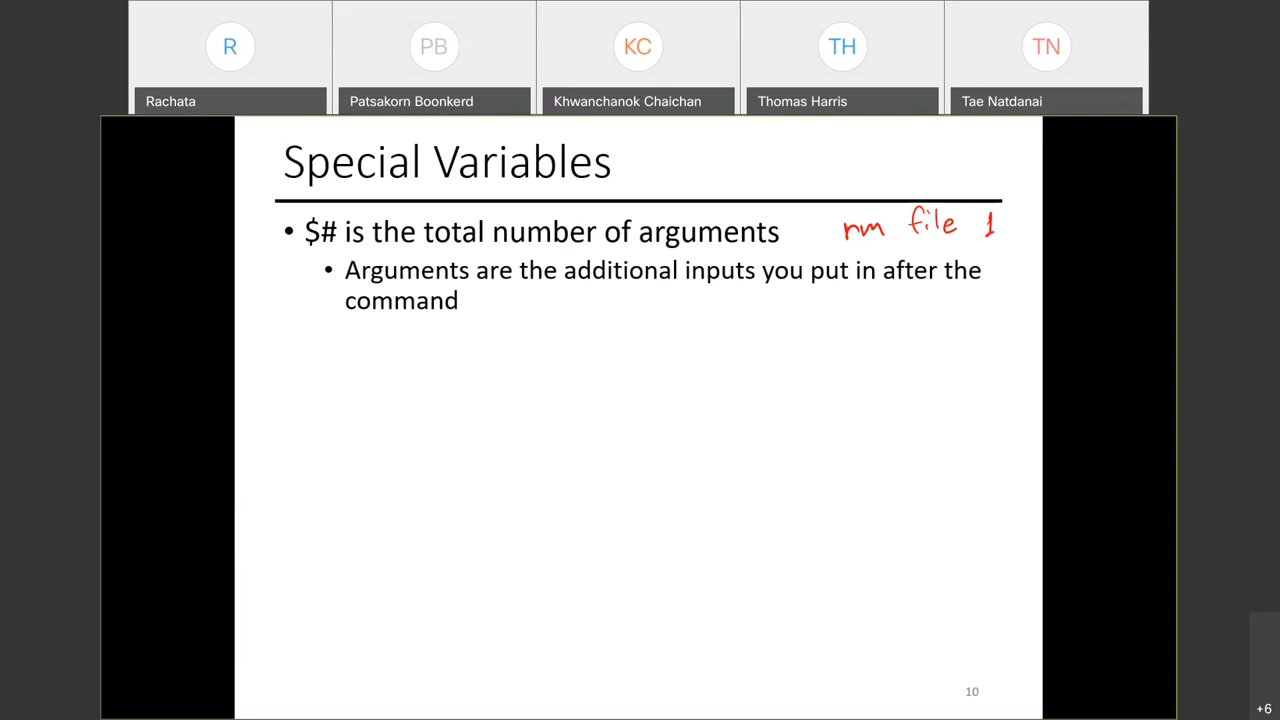 R
PB
KC
TH
TN
Rachata
Patsakorn Boonkerd
Khwanchanok Chaichan
Thomas Harris
Tae Natdanai
Special Variables
• $# is the total number of arguments
rm file 1
• Arguments are the additional inputs you put in after the
command
10
+6